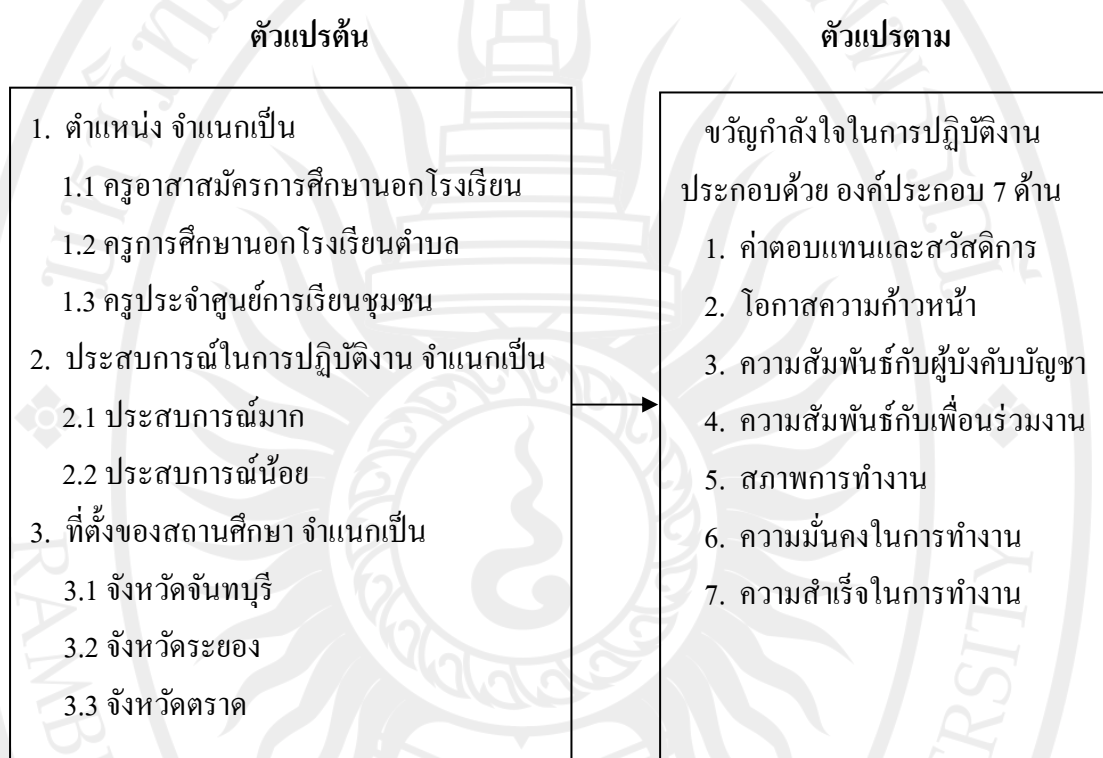 ตัวแปรต้น
1. ตำแหน่ง จำแนกเป็น
1.1 ครูอาสาสมัครการศึกษานอกโรงเรียน
1.2 ครูการศึกษานอกโรงเรียนตำบล
1.3 ครูประจำศูนย์การเรียนชุมชน
2. ประสบการณ์ในการปฏิบัติงาน จำแนกเป็น
2.1 ประสบการณ์มาก
2.2 ประสบการณ์น้อย
3. ที่ตั้งของสถานศึกษา จำแนกเป็น
3.1 จังหวัดจันทบุรี
3.2 จังหวัดระยอง
3.3 จังหวัดตราด
ตัวแปรตาม
ขวัญกำลังใจในการปฏิบัติงาน
ประกอบด้วย องค์ประกอบ 7 ด้าน
1. ค่าตอบแทนและสวัสดิการ
2. โอกาสความก้าวหน้า
3. ความสัมพันธ์กับผู้บังคับบัญชา
4. ความสัมพันธ์กับเพื่อนร่วมงาน
5. สภาพการทำงาน
6. ความมั่นคงในการทำงาน
7. ความสำเร็จในการทำงาน